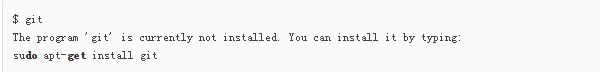 $ git
The program 'git' is currently not installed. You can install it by typing:
sudo apt-get install git